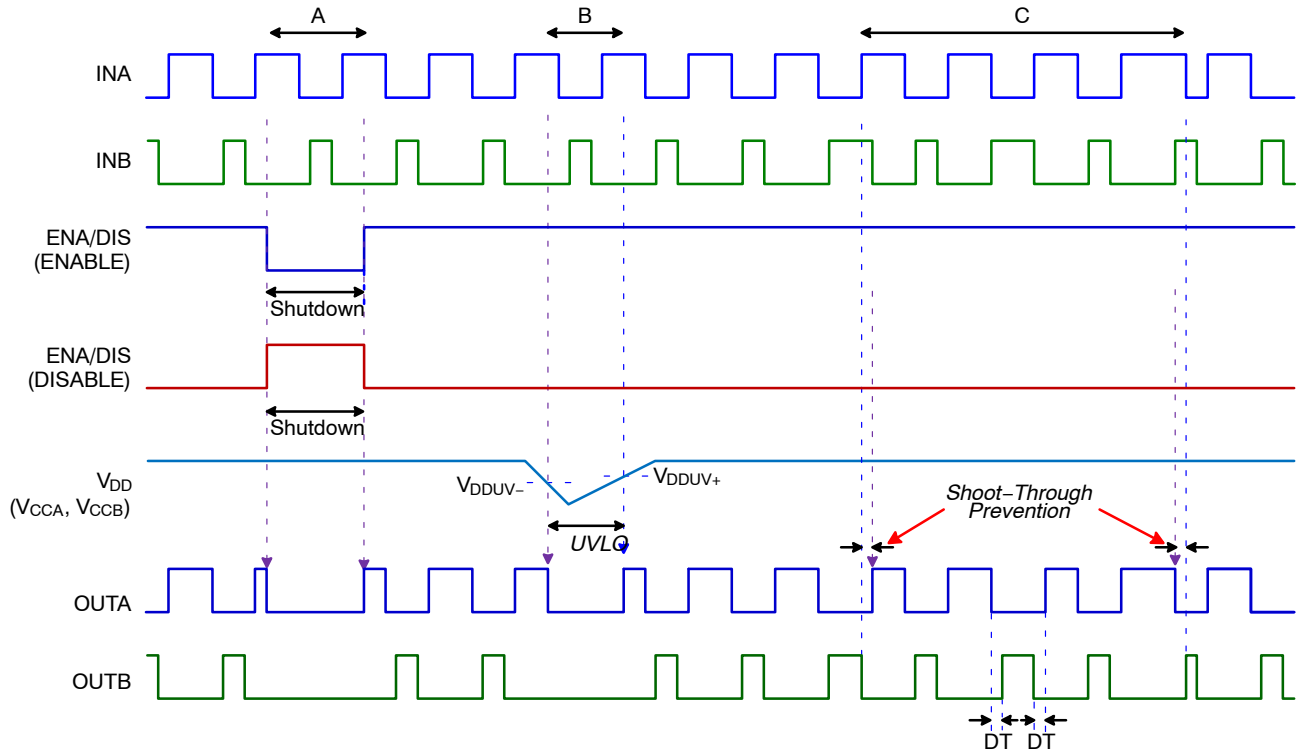 A
B
C
INA
INB
ENA/DIS
(ENABLE)
Shutdown
ENA/DIS
(DISABLE)
Shutdown
VDD
(VCCA, VCCB)
VDDUV−
VDDUV+
UVLO
Shoot−Through
Prevention
OUTA
OUTB
DT
DT